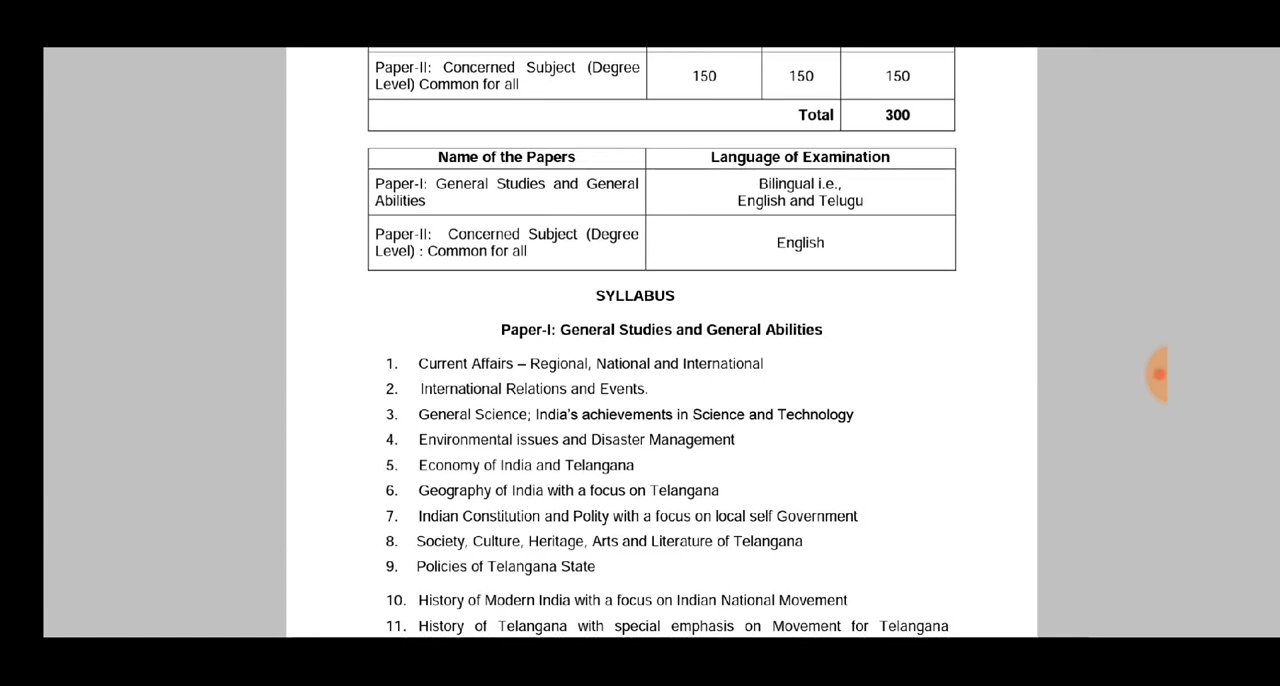 Paper-II: Concerned Subject (Degree
Level) Common for all
150
150
150
Total
300
Name of the Papers
Language of Examination
Paper-I: General Studies and General
Abilities
Bilingual i.e.,
English and Telugu
Paper-II: Concerned Subject (Degree
Level) : Common for all
English
SYLLABUS
Paper-I: General Studies and General Abilities
1. Current Affairs – Regional, National and International
2. International Relations and Events.
3. General Science; India's achievements in Science and Technology
4. Environmental issues and Disaster Management
5. Economy of India and Telangana
6. Geography of India with a focus on Telangana
7. Indian Constitution and Polity with a focus on local self Government
8. Society, Culture, Heritage, Arts and Literature of Telangana
9. Policies of Telangana State
10. History of Modern India with a focus on Indian National Movement
11. History of Telangana with special emphasis on Movement for Telangana